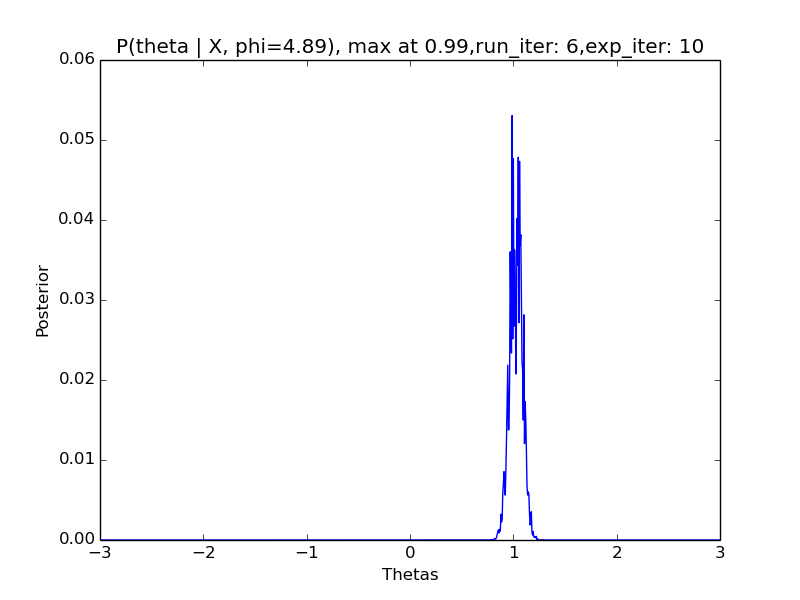 P(theta | X, phi=4.89), max at 0.99,run_iter: 6,exp_iter: 10
0.06
0.05
0.04
0.03
0.02
0.01
0.00
Posterior
−3 −2 −1 0 1 2 3
Thetas